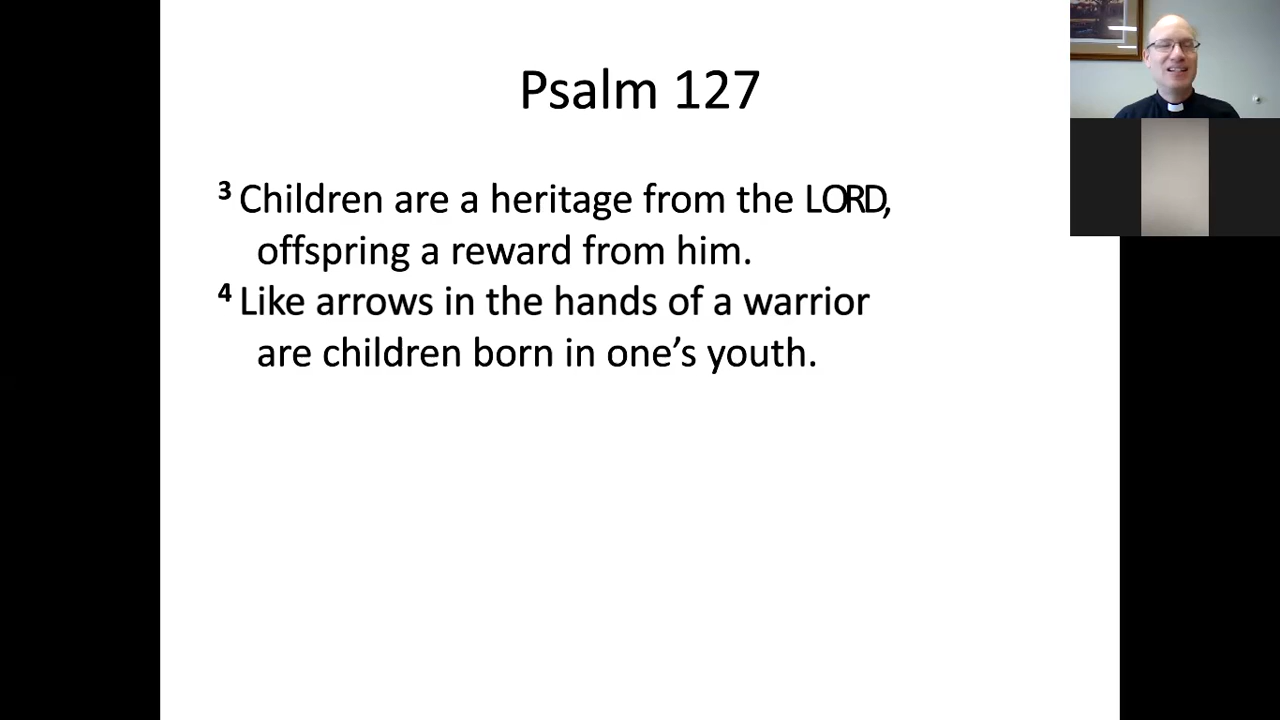 Psalm 127
³ Children are a heritage from the LORD,
offspring a reward from him.
⁴ Like arrows in the hands of a warrior
are children born in one’s youth.